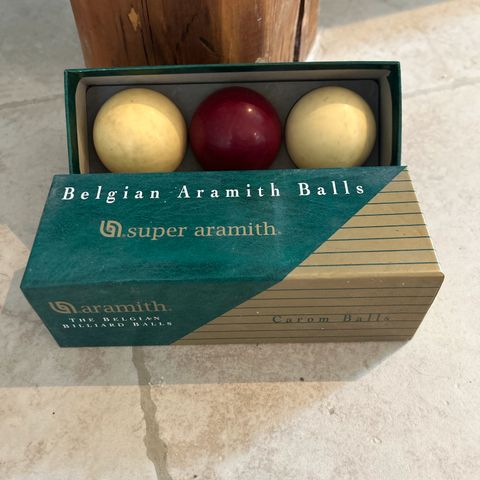 Belgian Aramith Balls
super aramith®
aramith®
THE BELGIAN
BILLIARD BALLS
Carom Balls